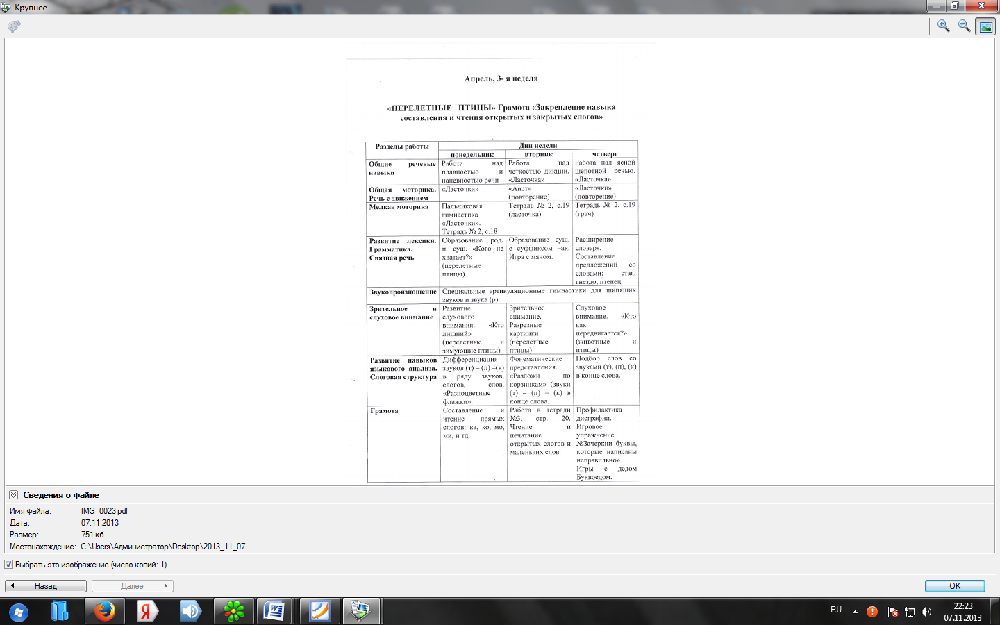 Крупнее
Апрель, 3- я неделя
«ПЕРЕЛЕТНЫЕ ПТИЦЫ» Грамота «Закрепление навыка
составления и чтения открытых и закрытых слогов»
Разделы работы
Дни недели
понедельник
вторник
четверг
Общие речевые
навыки
Работа над
плавностью и
напевностью речи
Работа над
четкостью дикции.
«Ласточка»
Работа над ясной
шепотной речью.
«Ласточка»
Общая моторика.
Речь с движением
«Ласточки»
«Аист»
(повторение)
«Ласточки»
(повторение)
Мелкая моторика
Пальчиковая
гимнастика
«Ласточки».
Тетрадь № 2, с.18
Тетрадь № 2, с.19
(ласточка)
Тетрадь № 2, с.19
(грач)
Развитие лексики.
Грамматика.
Связная речь
Образование род.
п. сущ. «Кого не
хватает?»
(перелетные
птицы)
Образование сущ.
с суффиксом –ак.
Игра с мячом.
Расширение
словаря.
Составление
предложений со
словами: стая,
гнездо, птенец.
Звукопроизношение
Специальные артикуляционные гимнастики для шипящих
звуков и звука (р)
Зрительное и
слуховое внимание
Развитие
слухового
внимания. «Кто
лишний»
(перелетные и
зимующие птицы)
Зрительное
внимание.
Разрезные
картинки
(перелетные
птицы)
Слуховое
внимание. «Кто
как
передвигается?»
(животные и
птицы)
Развитие навыков
языкового анализа.
Слоговая структура
Дифференциация
звуков (т) – (п) –(к)
в ряду звуков,
слогов, слов.
«Разноцветные
флажки».
Фонематические
представления.
«Разложи по
корзинкам» (звуки
(т) – (п) – (к) в
конце слова.
Подбор слов со
звуками (т), (п), (к)
в конце слова.
Грамота
Составление и
чтение прямых
слогов: ка, ко, мо,
ми, и тд.
Работа в тетради
№3, стр. 20.
Чтение и
печатание
открытых слогов и
маленьких слов.
Профилактика
дисграфии.
Игровое
упражнение
№Зачеркни буквы,
которые написаны
неправильно»
Игры с дедом
Буквоедом.
Сведения о файле
Имя файла: IMG_0023.pdf
Дата: 07.11.2013
Размер: 751 кб
Местонахождение: C:\Users\Администратор\Desktop\2013_11_07
Выбрать это изображение (число копий: 1)
Назад
Далее
OK
RU
22:23
07.11.2013